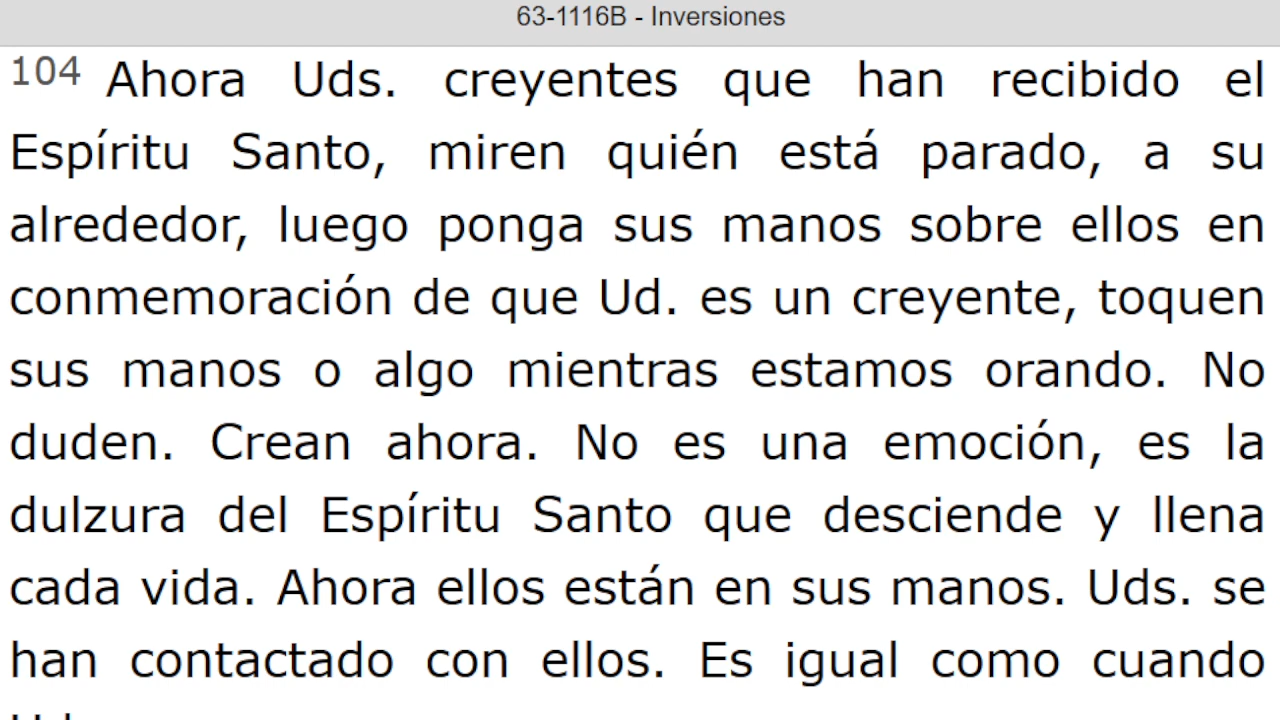 63-1116B - Inversiones
104 Ahora Uds. creyentes que han recibido el
Espíritu Santo, miren quién está parado, a su
alrededor, luego ponga sus manos sobre ellos en
conmemoración de que Ud. es un creyente, toquen
sus manos o algo mientras estamos orando. No
duden. Crean ahora. No es una emoción, es la
dulzura del Espíritu Santo que desciende y llena
cada vida. Ahora ellos están en sus manos. Uds. se
han contactado con ellos. Es igual como cuando